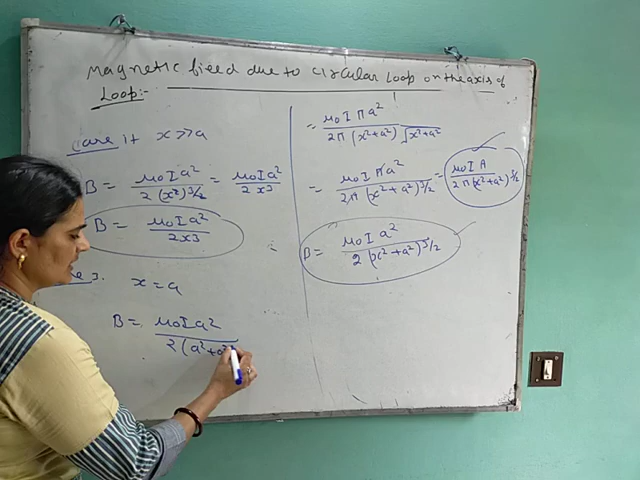 Magnetic field due to circular Loop on the axis of
Loop:-
Case II x>>a
B = μ₀Ia² / 2(x²)^3/2 = μ₀Ia² / 2x3
B = μ₀Ia² / 2x3
3. x=a
B = μ₀Ia² / 2(a²+a²)
= μ₀I πa² / 2π(x²+a²)√x²+a²
= μ₀I πa² / 2π(x²+a²)^3/2 = μ₀I A / 2π(x²+a²)^3/2
B = μ₀I a² / 2(x²+a²)^3/2